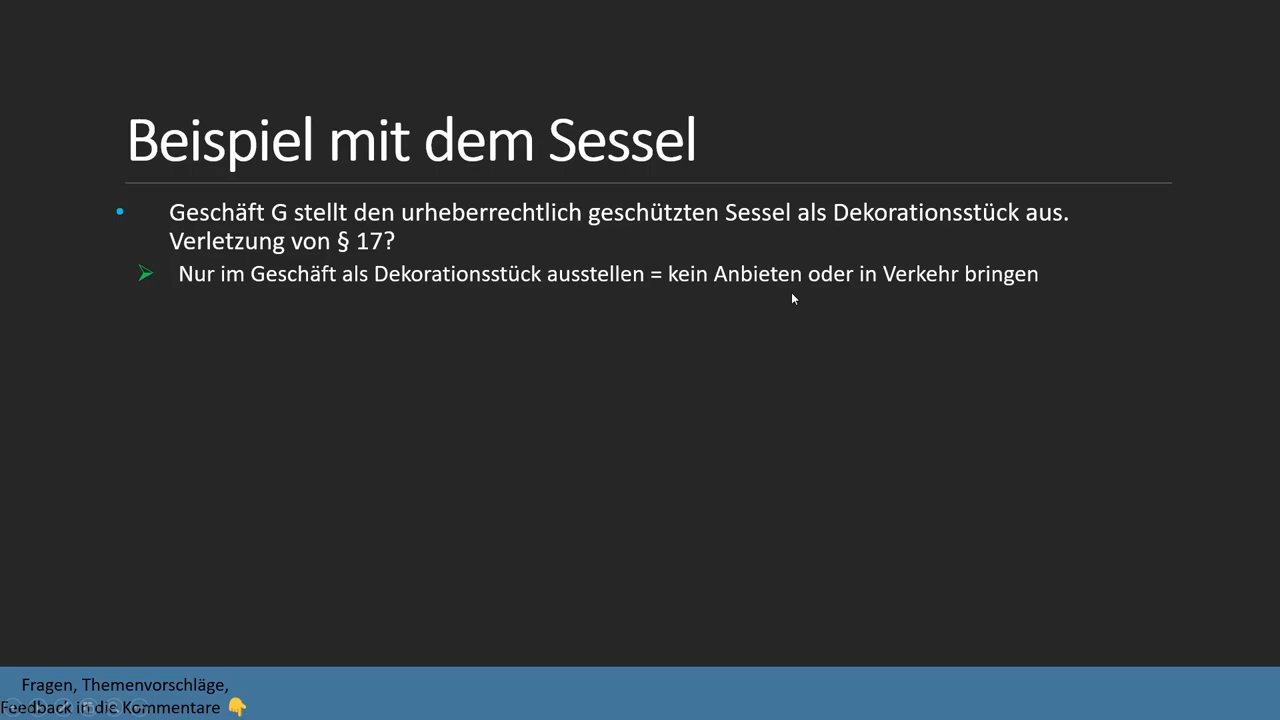 Beispiel mit dem Sessel
Geschäft G stellt den urheberrechtlich geschützten Sessel als Dekorationsstück aus.
Verletzung von § 17?
Nur im Geschäft als Dekorationsstück ausstellen = kein Anbieten oder in Verkehr bringen
Fragen, Themenvorschläge,
Feedback in die Kommentare 👇